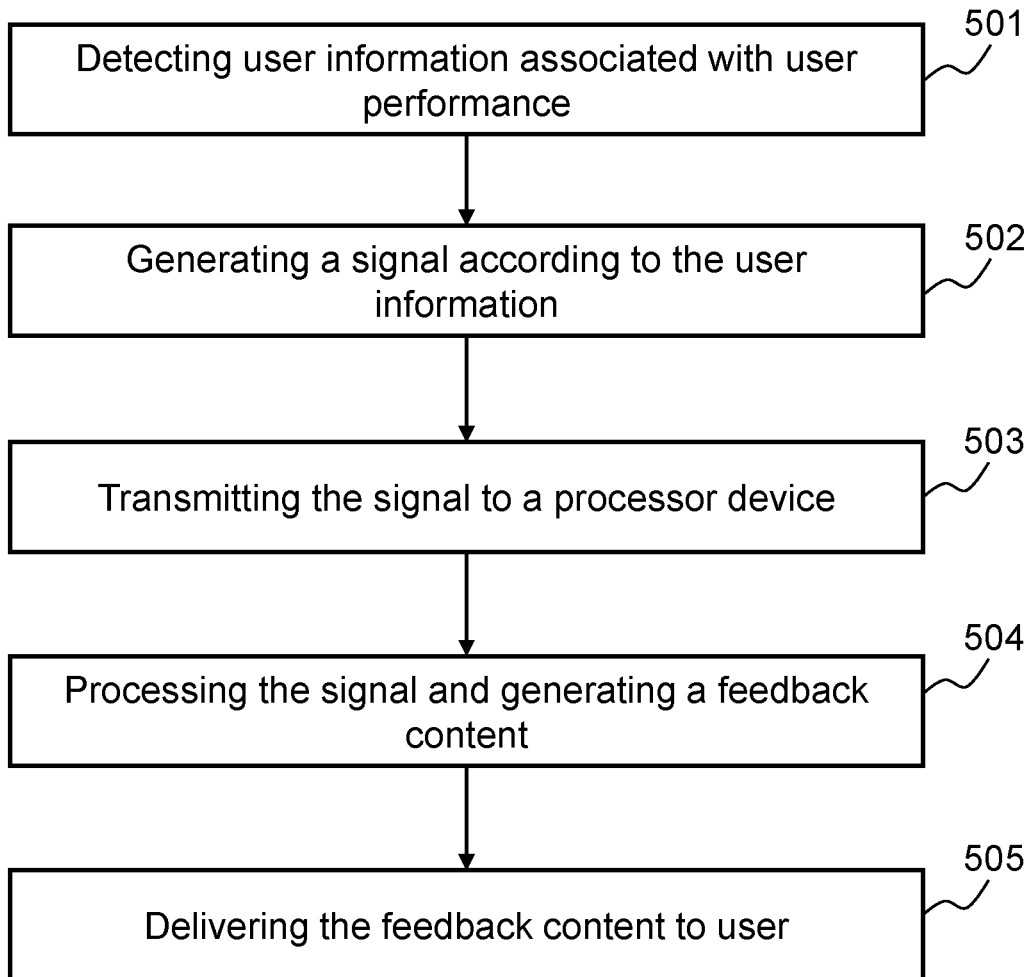 501
Detecting user information associated with user
performance
502
Generating a signal according to the user
information
503
Transmitting the signal to a processor device
504
Processing the signal and generating a feedback
content
505
Delivering the feedback content to user